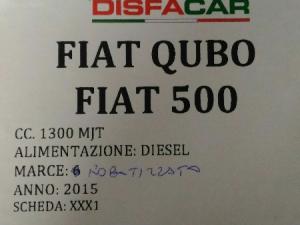 DISFACAR
FIAT QUBO
FIAT 500
CC. 1300 MJT
ALIMENTAZIONE: DIESEL
MARCE: 6 ROBOTIZZATO
ANNO: 2015
SCHEDA: XXX1